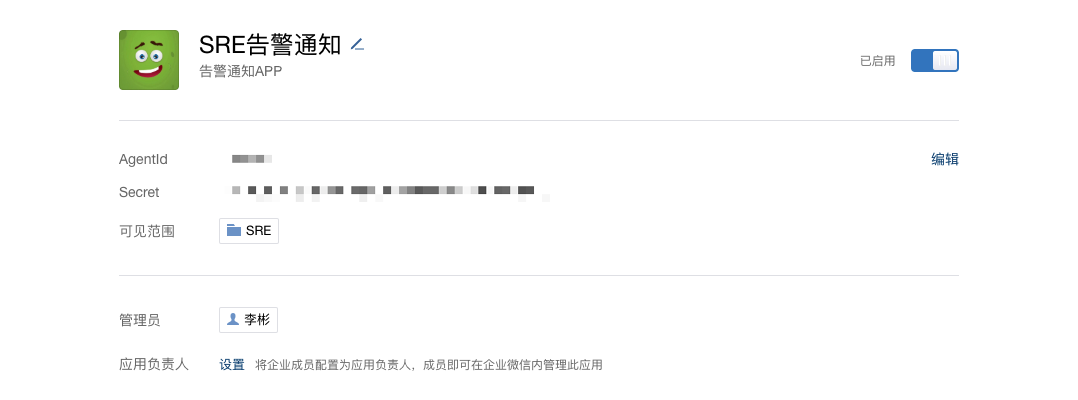 SRE告警通知
告警通知APP
已启用
AgentId
编辑
Secret
可见范围 SRE
管理员 李彬
应用负责人 设置 将企业成员配置为应用负责人，成员即可在企业微信内管理此应用